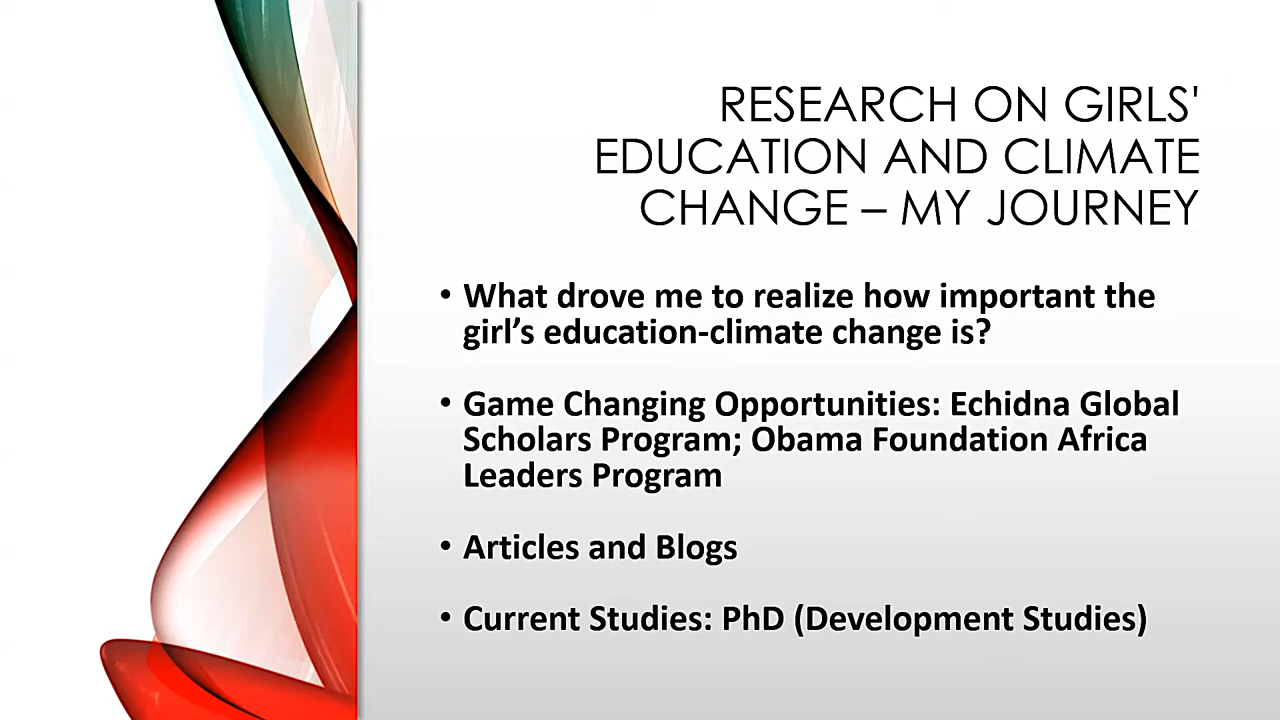 RESEARCH ON GIRLS'
EDUCATION AND CLIMATE
CHANGE – MY JOURNEY
• What drove me to realize how important the
girl’s education-climate change is?
• Game Changing Opportunities: Echidna Global
Scholars Program; Obama Foundation Africa
Leaders Program
• Articles and Blogs
• Current Studies: PhD (Development Studies)